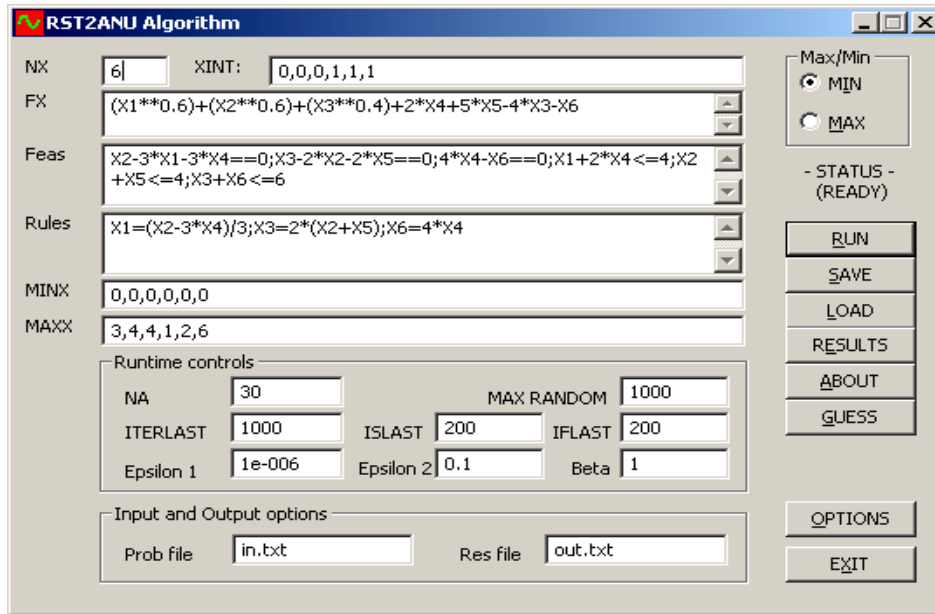 RST2ANU Algorithm
NX
6
XINT:
0,0,0,1,1,1
FX
(X1**0.6)+(X2**0.6)+(X3**0.4)+2*X4+5*X5-4*X3-X6
Feas
X2-3*X1-3*X4==0;X3-2*X2-2*X5==0;4*X4-X6==0;X1+2*X4<=4;X2
+X5<=4;X3+X6<=6
Rules
X1=(X2-3*X4)/3;X3=2*(X2+X5);X6=4*X4
MINX
0,0,0,0,0,0
MAXX
3,4,4,1,2,6
Runtime controls
NA
30
MAX RANDOM
1000
ITERLAST
1000
ISLAST
200
IFLAST
200
Epsilon 1
1e-006
Epsilon 2
0.1
Beta
1
Input and Output options
Prob file
in.txt
Res file
out.txt
Max/Min
MIN
MAX
- STATUS -
(READY)
RUN
SAVE
LOAD
RESULTS
ABOUT
GUESS
OPTIONS
EXIT